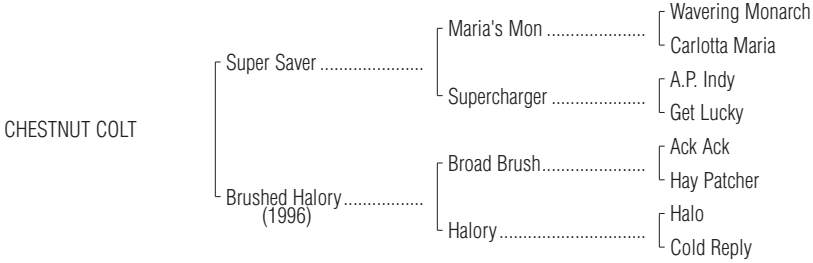 Wavering Monarch
Maria's Mon ......................
Carlotta Maria
Super Saver ......................
A.P. Indy
Supercharger ....................
Get Lucky
CHESTNUT COLT
Ack Ack
Broad Brush......................
Hay Patcher
Brushed Halory.................
(1996)
Halo
Halory...............................
Cold Reply